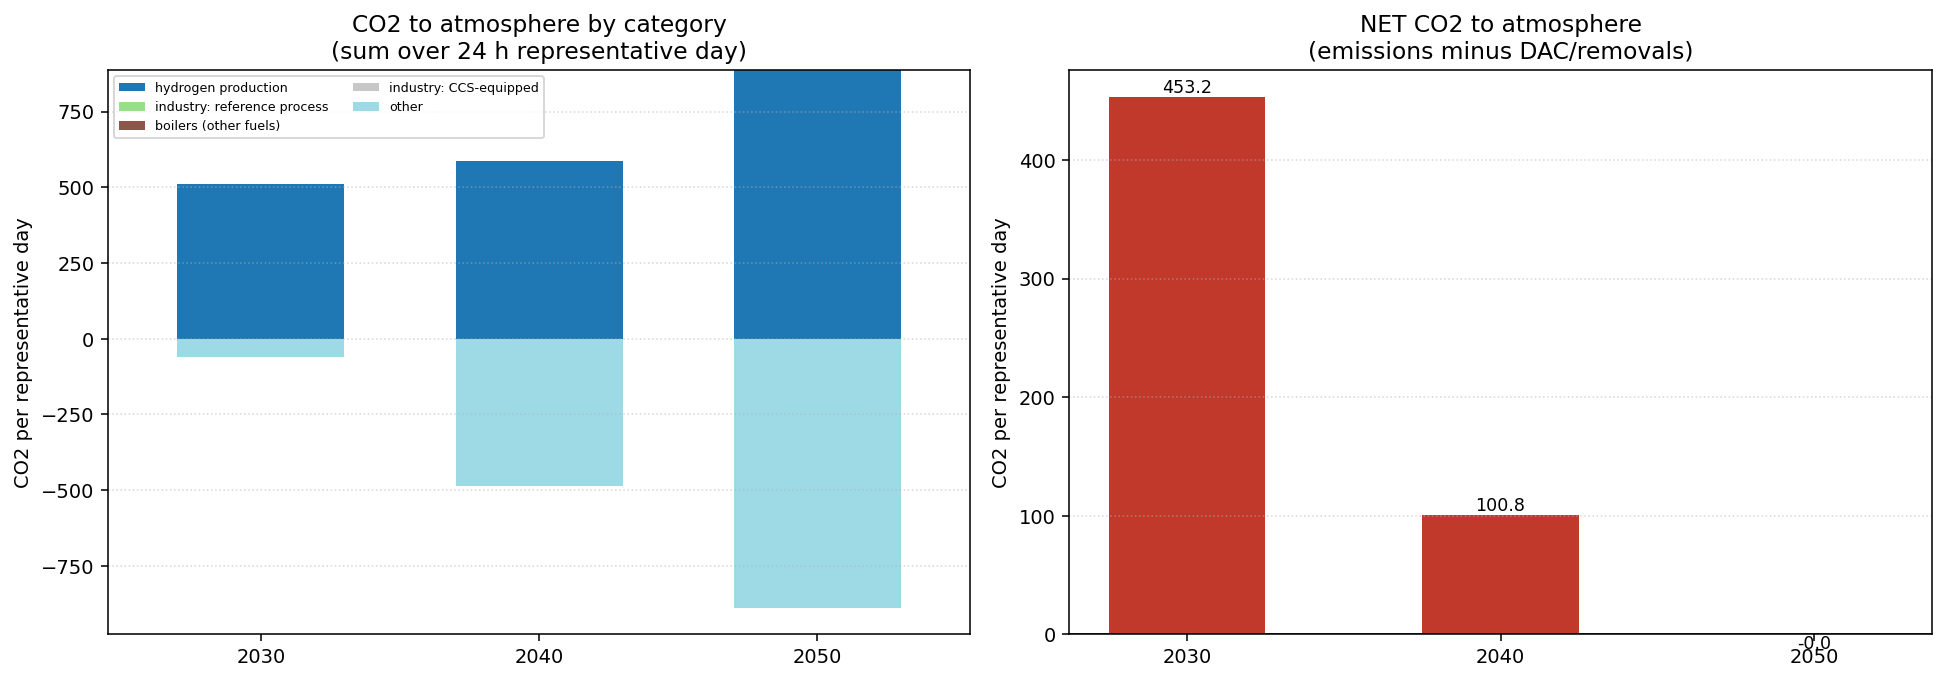 CO2 to atmosphere by category
(sum over 24 h representative day)
hydrogen production
industry: reference process
boilers (other fuels)
industry: CCS-equipped
other
CO2 per representative day
750
500
250
0
−250
−500
−750
2030
2040
2050
NET CO2 to atmosphere
(emissions minus DAC/removals)
CO2 per representative day
400
300
200
100
0
453.2
100.8
-0.0
2030
2040
2050